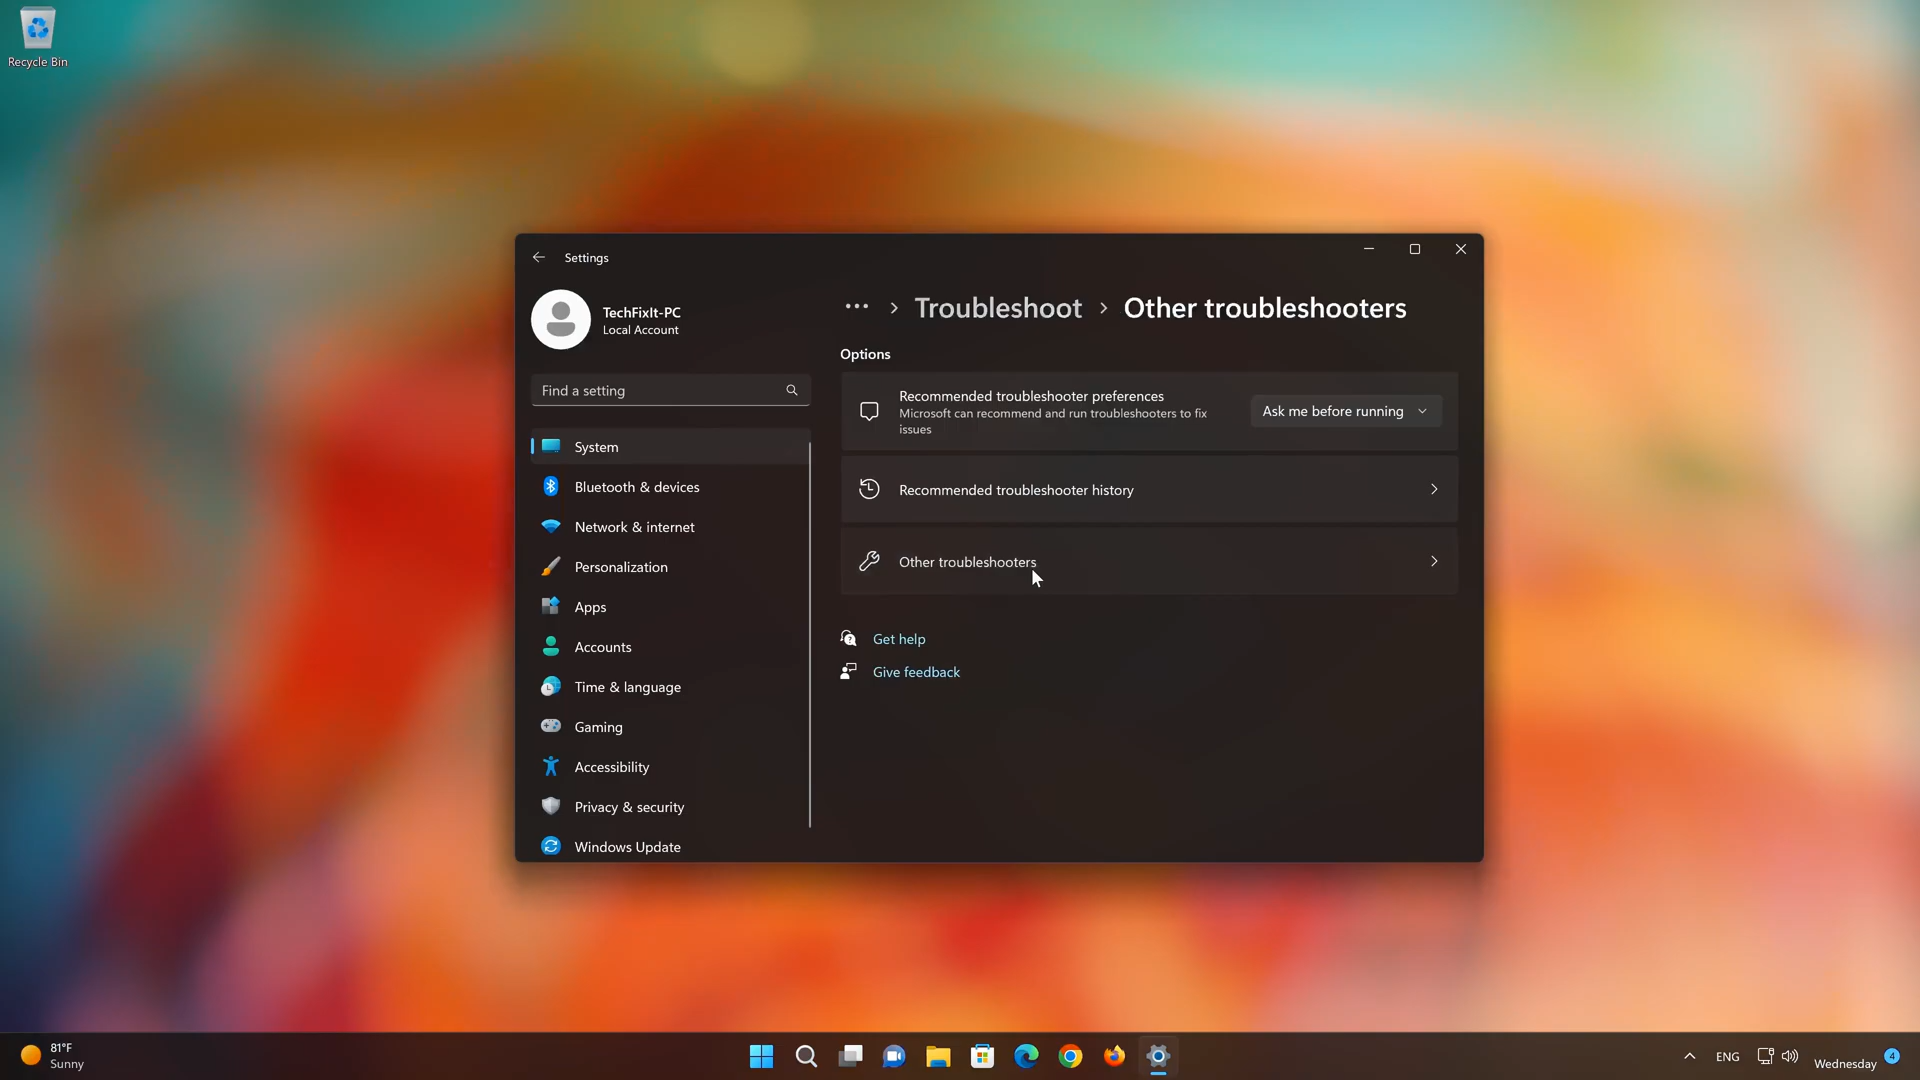 Recycle Bin
Settings
TechFixIt-PC
Local Account
Find a setting
System
Bluetooth & devices
Network & internet
Personalization
Apps
Accounts
Time & language
Gaming
Accessibility
Privacy & security
Windows Update
... > Troubleshoot > Other troubleshooters
Options
Recommended troubleshooter preferences
Microsoft can recommend and run troubleshooters to fix
issues
Ask me before running
Recommended troubleshooter history
Other troubleshooters
Get help
Give feedback
81°F
Sunny
ENG
Wednesday
4